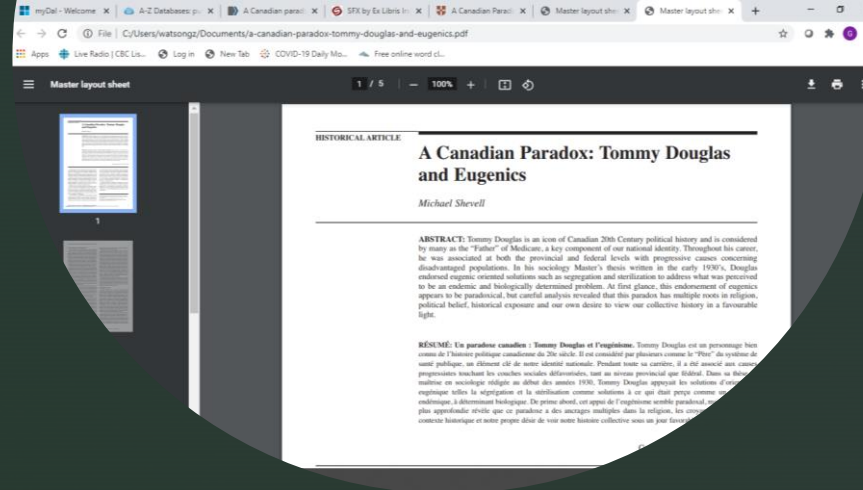 myDal - Welcome
A-Z Databases: p
A Canadian parad
SFX by Ex Libris In
A Canadian Parad
Master layout she
Master layout shee
File | C:/Users/watsongz/Documents/a-canadian-paradox-tommy-douglas-and-eugenics.pdf
G
Apps Live Radio | CBC Lis... Log in New Tab COVID-19 Daily Mo... Free online word cl...
Master layout sheet
1 / 5 | − 100% +
1
HISTORICAL ARTICLE
A Canadian Paradox: Tommy Douglas
and Eugenics
Michael Shevell
ABSTRACT: Tommy Douglas is an icon of Canadian 20th Century political history and is considered
by many as the “Father” of Medicare, a key component of our national identity. Throughout his career,
he was associated at both the provincial and federal levels with progressive causes concerning
disadvantaged populations. In his sociology Master’s thesis written in the early 1930’s, Douglas
endorsed eugenic oriented solutions such as segregation and sterilization to address what was perceived
to be an endemic and biologically determined problem. At first glance, this endorsement of eugenics
appears to be paradoxical, but careful analysis revealed that this paradox has multiple roots in religion,
political belief, historical exposure and our own desire to view our collective history in a favourable
light.
RÉSUMÉ: Un paradoxe canadien : Tommy Douglas et l’eugénisme. Tommy Douglas est un personnage bien
connu de l’histoire politique canadienne du 20e siècle. Il est considéré par plusieurs comme le “Père” du système de
santé publique, un élément clé de notre identité nationale. Pendant toute sa carrière, il a été associé aux causes
progressistes touchant les couches sociales défavorisées, tant au niveau provincial que fédéral. Dans sa thèse
maîtrise en sociologie rédigée au début des années 1930, Tommy Douglas appuyait les solutions d’orie
eugénique telles la ségrégation et la stérilisation comme solutions à ce qui était perçu comme un
endémique, à déterminant biologique. De prime abord, cet appui de l’eugénisme semble paradoxal, m
plus approfondie révèle que ce paradoxe a des ancrages multiples dans la religion, les croy
contexte historique et notre propre désir de voir notre histoire collective sous un jour favor